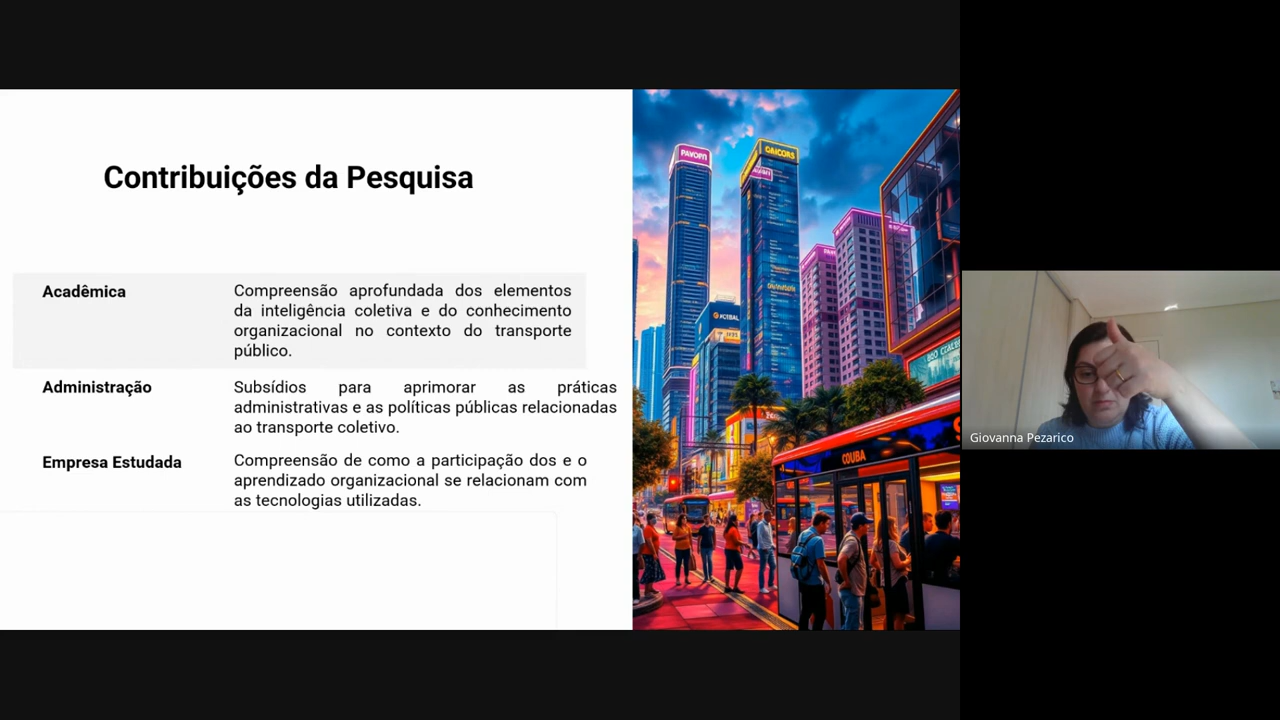 Contribuições da Pesquisa
Acadêmica
Compreensão aprofundada dos elementos
da inteligência coletiva e do conhecimento
organizacional no contexto do transporte
público.
Administração
Subsídios para aprimorar as práticas
administrativas e as políticas públicas relacionadas
ao transporte coletivo.
Empresa Estudada
Compreensão de como a participação dos e o
aprendizado organizacional se relacionam com
as tecnologias utilizadas.
COUBA
Giovanna Pezarico